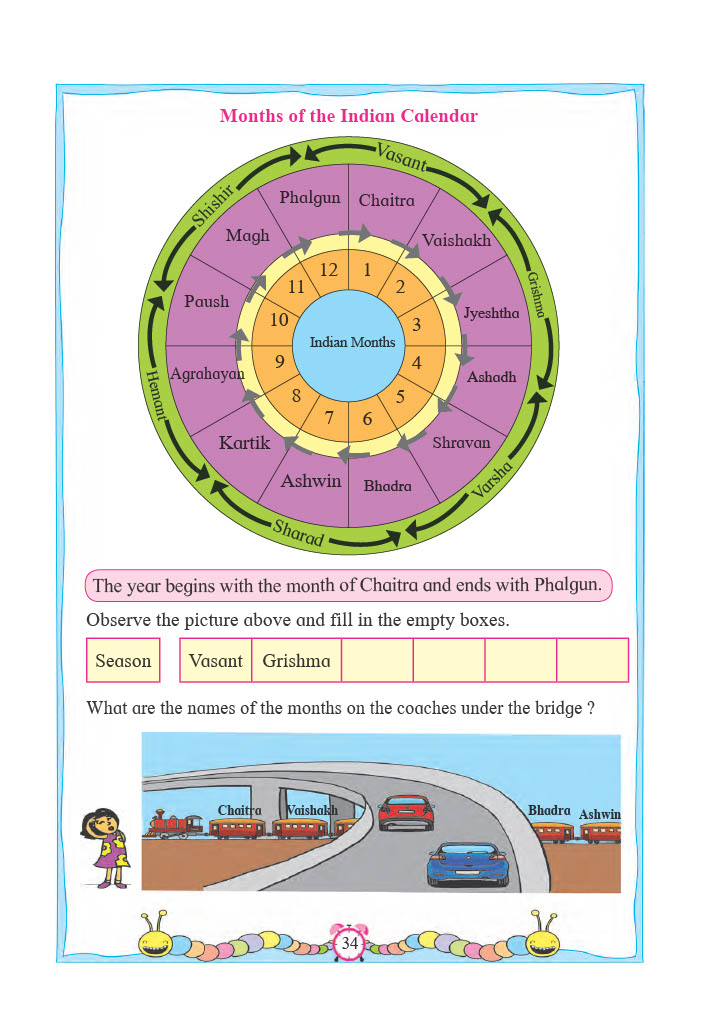 Months of the Indian Calendar
Vasant
Grishma
Varsha
Sharad
Hemant
Shishir
Chaitra
Vaishakh
Jyeshtha
Ashadh
Shravan
Bhadra
Ashwin
Kartik
Agrahayan
Paush
Magh
Phalgun
1
2
3
4
5
6
7
8
9
10
11
12
Indian Months
The year begins with the month of Chaitra and ends with Phalgun.
Observe the picture above and fill in the empty boxes.
Season Vasant Grishma
What are the names of the months on the coaches under the bridge ?
Chaitra Vaishakh Bhadra Ashwin
34